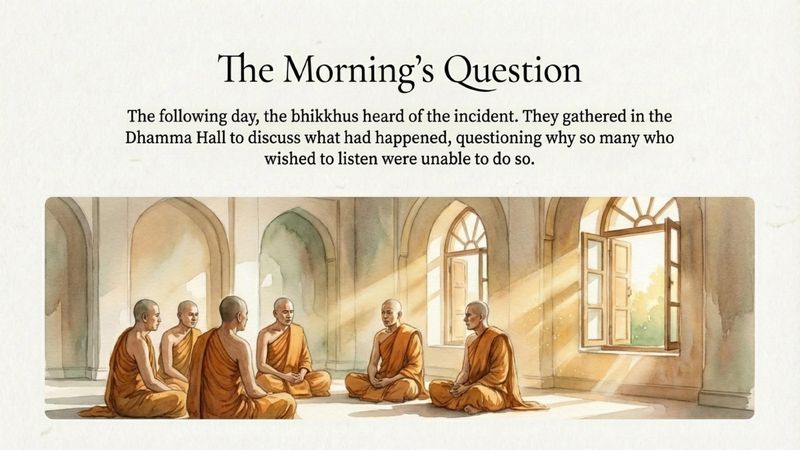 The Morning's Question
The following day, the bhikkhus heard of the incident. They gathered in the
Dhamma Hall to discuss what had happened, questioning why so many who
wished to listen were unable to do so.